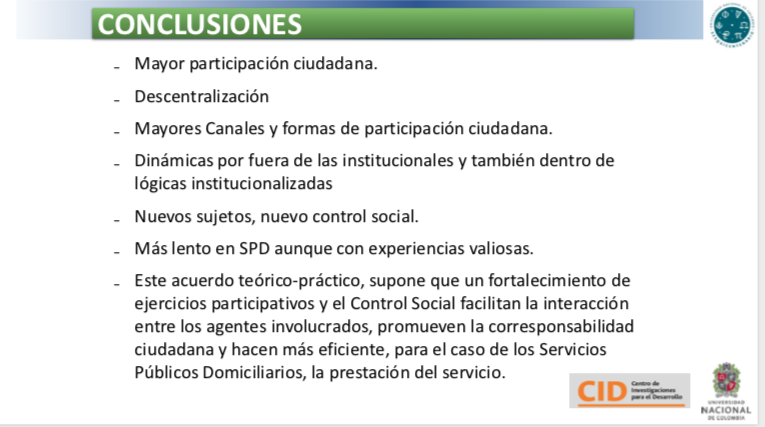 CONCLUSIONES
– Mayor participación ciudadana.
– Descentralización
– Mayores Canales y formas de participación ciudadana.
– Dinámicas por fuera de las institucionales y también dentro de
lógicas institucionalizadas
– Nuevos sujetos, nuevo control social.
– Más lento en SPD aunque con experiencias valiosas.
– Este acuerdo teórico-práctico, supone que un fortalecimiento de
ejercicios participativos y el Control Social facilitan la interacción
entre los agentes involucrados, promueven la corresponsabilidad
ciudadana y hacen más eficiente, para el caso de los Servicios
Públicos Domiciliarios, la prestación del servicio.
CID
Centro de
Investigaciones
para el Desarrollo
UNIVERSIDAD
NACIONAL
DE COLOMBIA